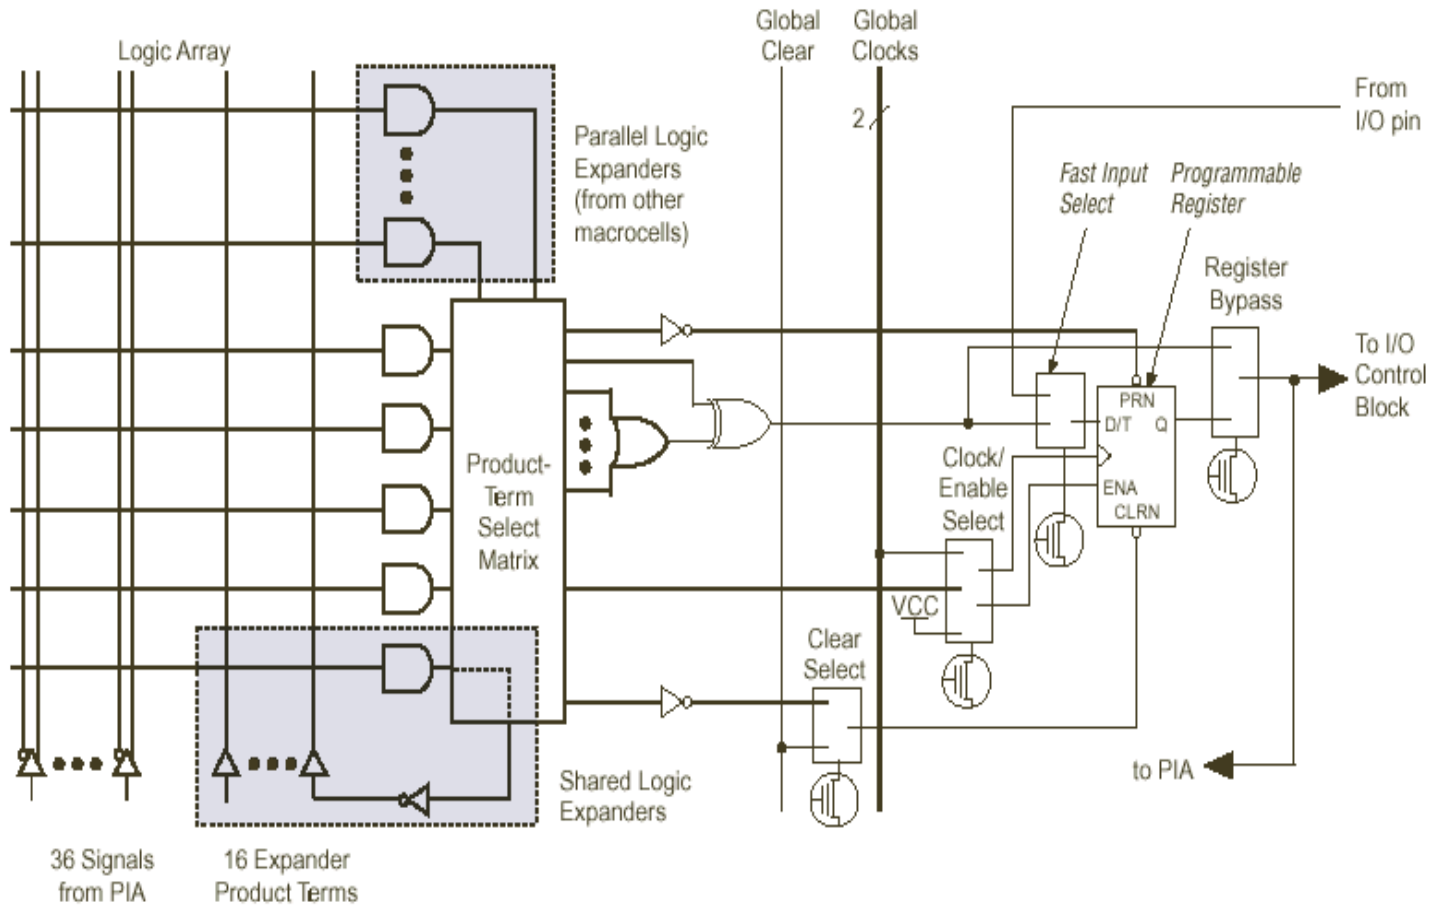 Logic Array
Global
Clear
Global
Clocks
2
From
I/O pin
Parallel Logic
Expanders
(from other
macrocells)
Fast Input
Select
Programmable
Register
Register
Bypass
To I/O
Control
Block
PRN
D/T
Q
ENA
CLRN
Clock/
Enable
Select
Product-
Term
Select
Matrix
VCC
Clear
Select
to PIA
Shared Logic
Expanders
36 Signals
from PIA
16 Expander
Product Terms